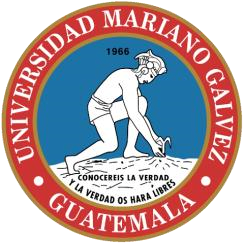 UNIVERSIDAD MARIANO GALVEZ
1966
CONOCEREIS LA VERDAD
Y LA VERDAD OS HARA LIBRES
GUATEMALA